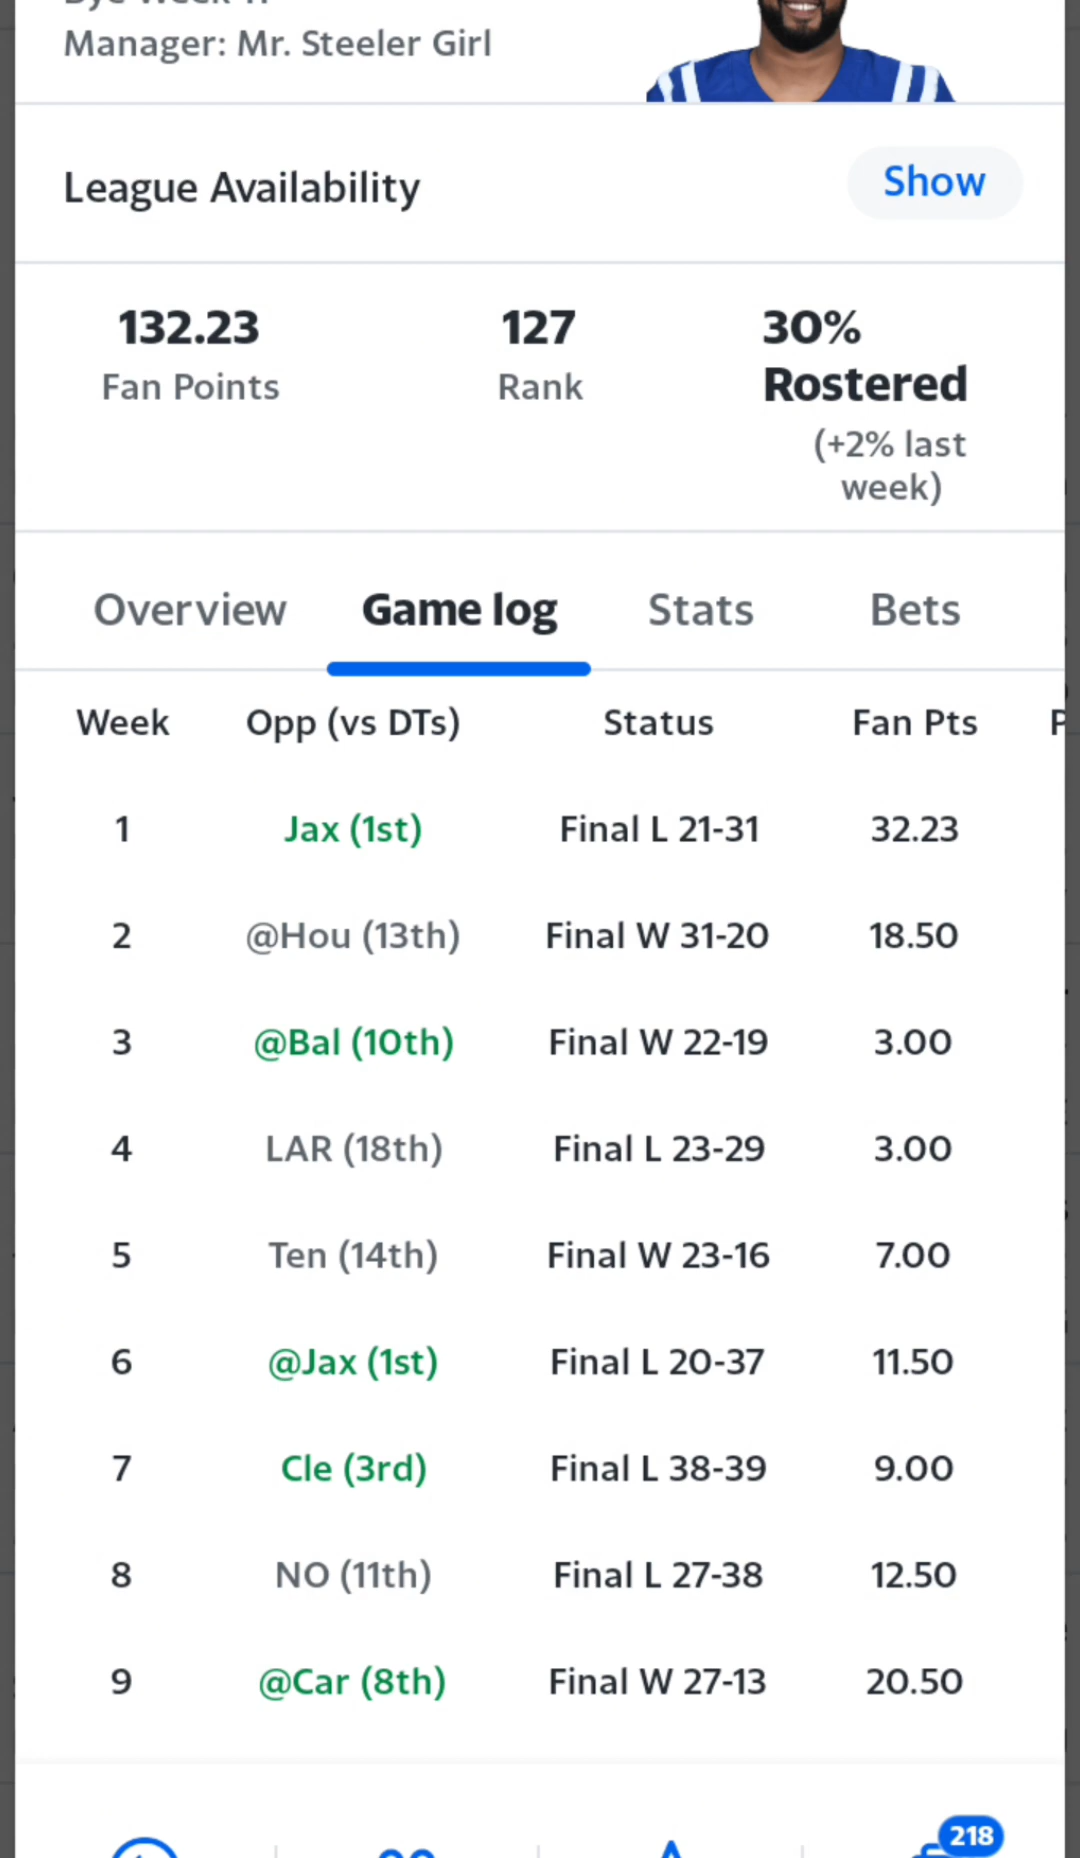 Manager: Mr. Steeler Girl
League Availability
Show
132.23
Fan Points
127
Rank
30%
Rostered
(+2% last
week)
Overview Game log Stats Bets
Week Opp (vs DTs) Status Fan Pts
1 Jax (1st) Final L 21-31 32.23
2 @Hou (13th) Final W 31-20 18.50
3 @Bal (10th) Final W 22-19 3.00
4 LAR (18th) Final L 23-29 3.00
5 Ten (14th) Final W 23-16 7.00
6 @Jax (1st) Final L 20-37 11.50
7 Cle (3rd) Final L 38-39 9.00
8 NO (11th) Final L 27-38 12.50
9 @Car (8th) Final W 27-13 20.50
218